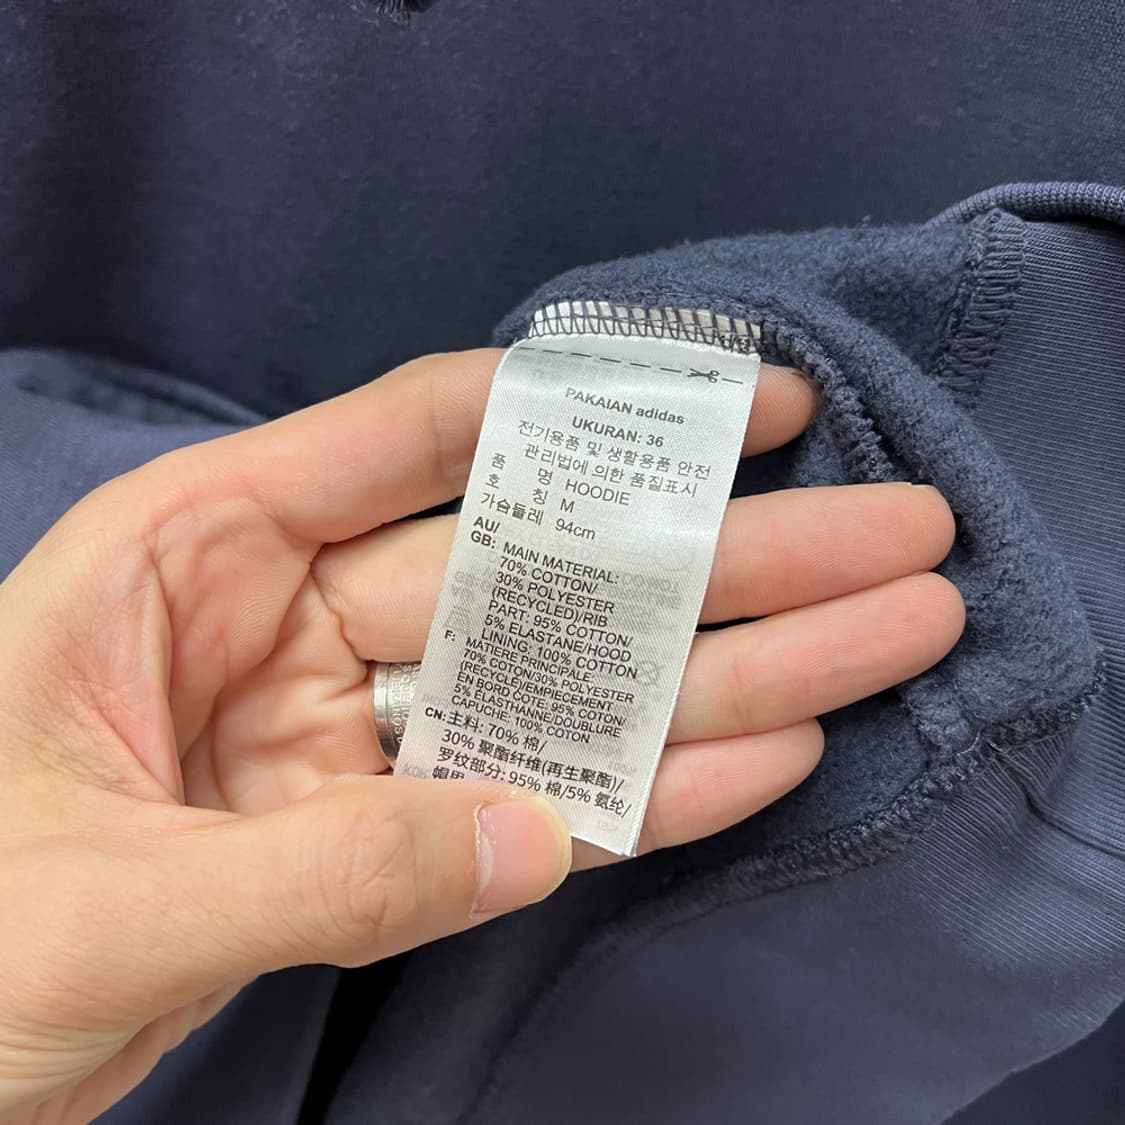 PAKAIAN adidas
UKURAN: 36
전기용품 및 생활용품 안전
관리법에 의한 품질표시
품 명 HOODIE
호 칭 M
가슴둘레 94cm
AU/
GB: MAIN MATERIAL:
70% COTTON/
30% POLYESTER
(RECYCLED)/RIB
PART: 95% COTTON/
5% ELASTANE/HOOD
LINING: 100% COTTON
F: MATIERE PRINCIPALE
70% COTON/30% POLYESTER
(RECYCLÉ)/EMPIECEMENT
EN BORD COTE: 95% COTON/
5% ELASTHANNE/DOUBLURE
CAPUCHE: 100% COTON
CN: 主料: 70% 棉/
30% 聚酯纤维(再生聚酯)/
罗纹部分: 95% 棉/5% 氨纶/
帽里